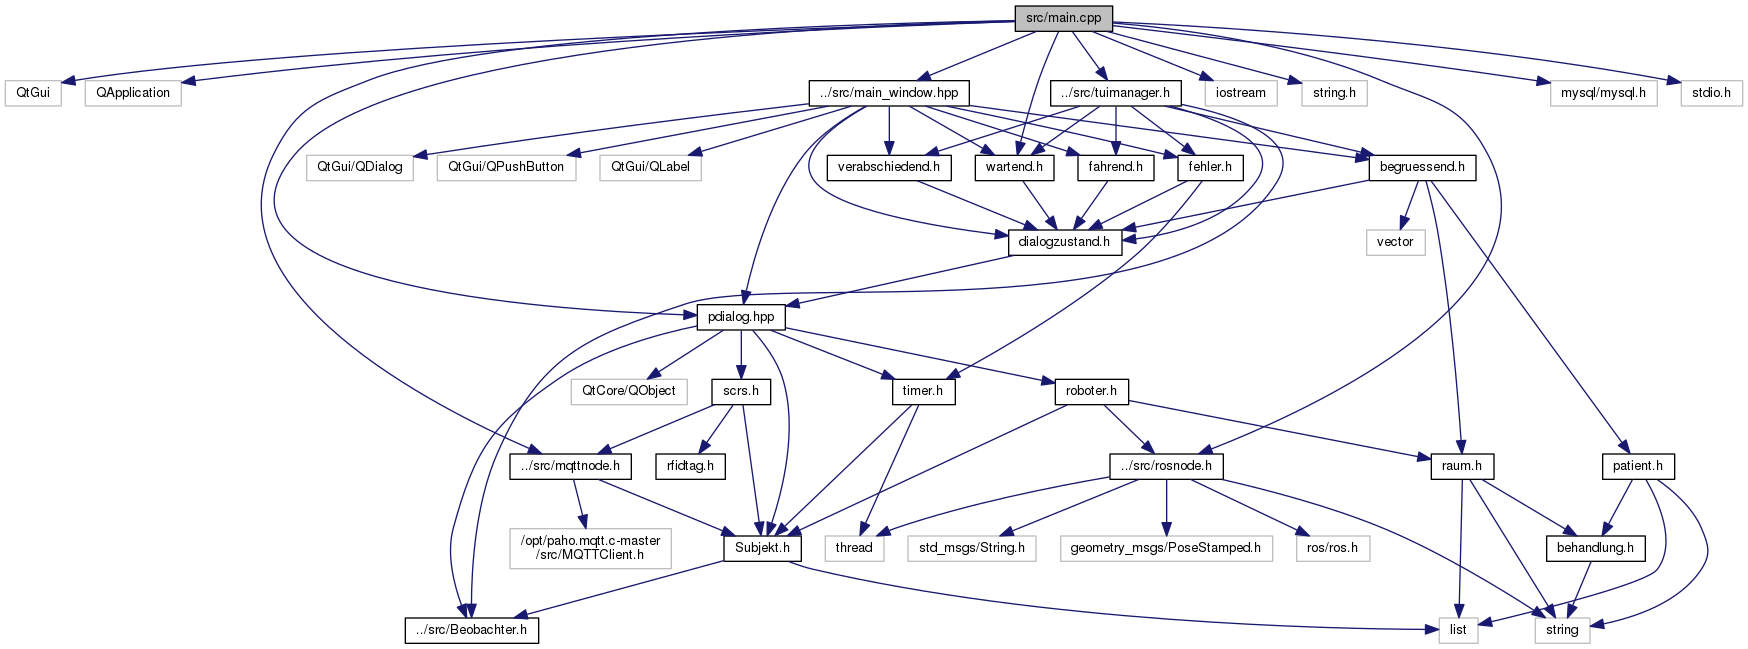 src/main.cpp
QtGui
QApplication
../src/main_window.hpp
../src/tuimanager.h
iostream
string.h
mysql/mysql.h
stdio.h
QtGui/QDialog
QtGui/QPushButton
QtGui/QLabel
verabschiedend.h
wartend.h
fahrend.h
fehler.h
begruessend.h
dialogzustand.h
vector
pdialog.hpp
QtCore/QObject
scrs.h
timer.h
roboter.h
../src/mqttnode.h
rfidtag.h
../src/rosnode.h
raum.h
patient.h
/opt/paho.mqtt.c-master
/src/MQTTClient.h
Subjekt.h
thread
std_msgs/String.h
geometry_msgs/PoseStamped.h
ros/ros.h
behandlung.h
../src/Beobachter.h
list
string